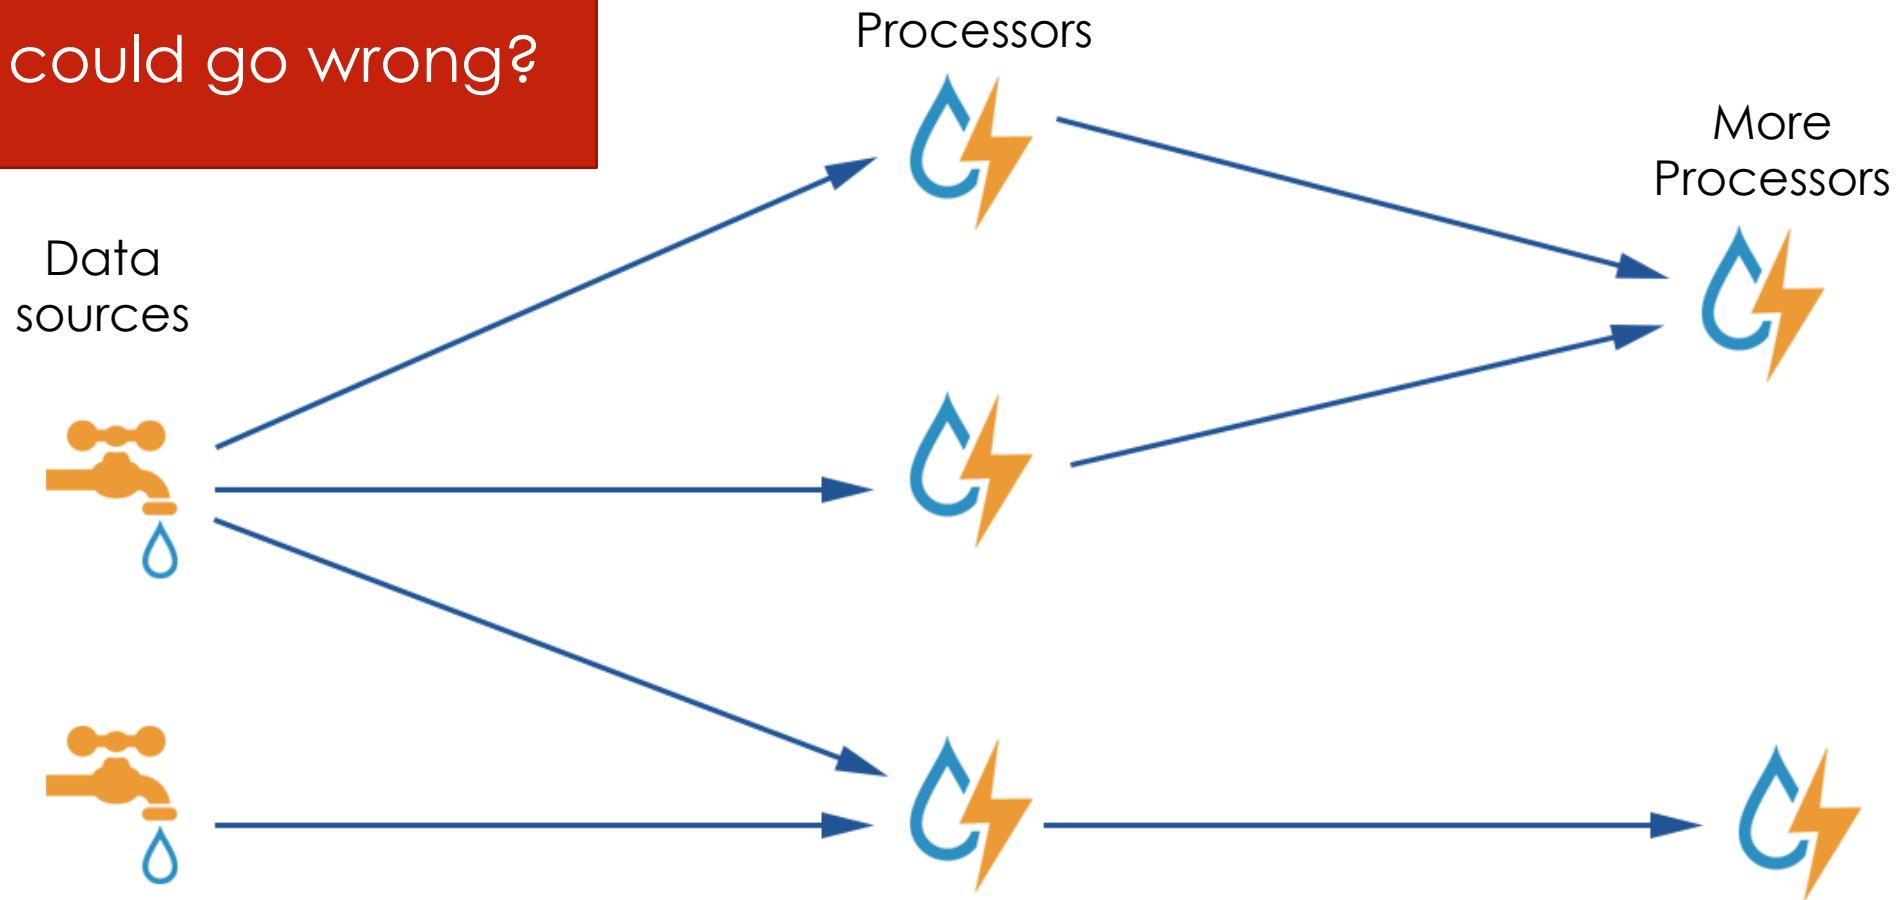 could go wrong?
Processors
More
Processors
Data
sources